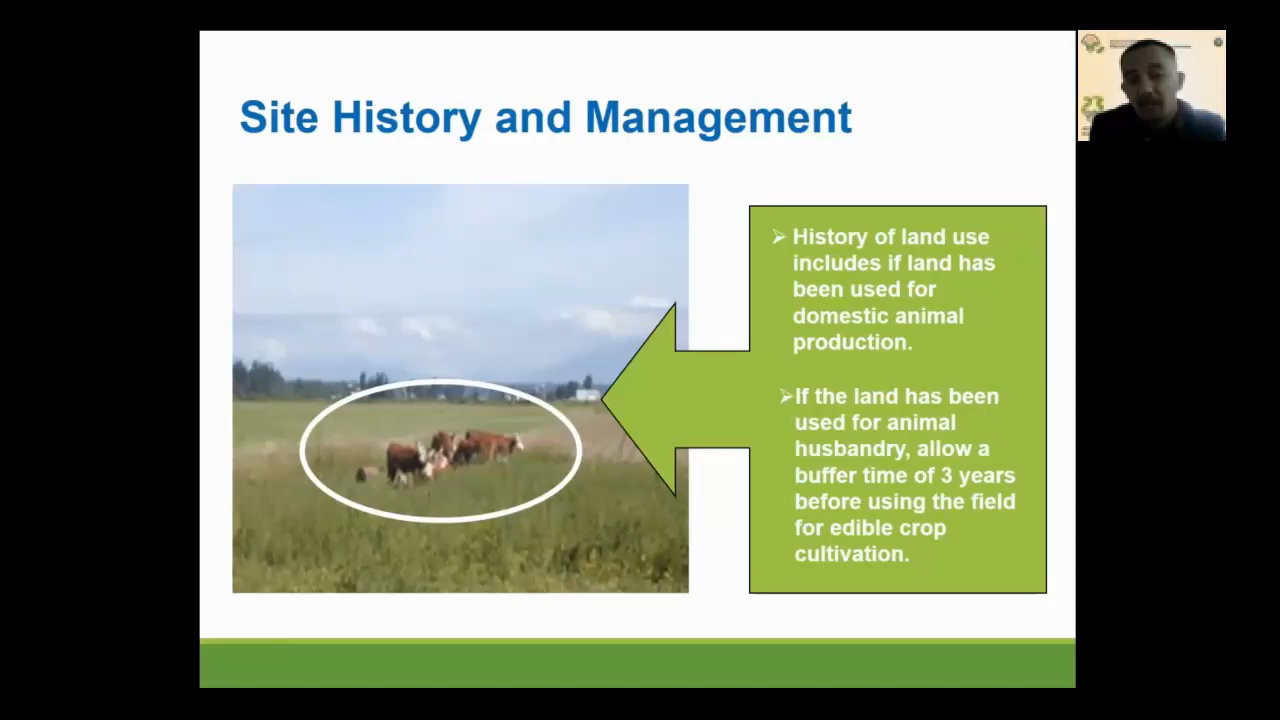 Site History and Management
➢ History of land use
includes if land has
been used for
domestic animal
production.
➢If the land has been
used for animal
husbandry, allow a
buffer time of 3 years
before using the field
for edible crop
cultivation.
23